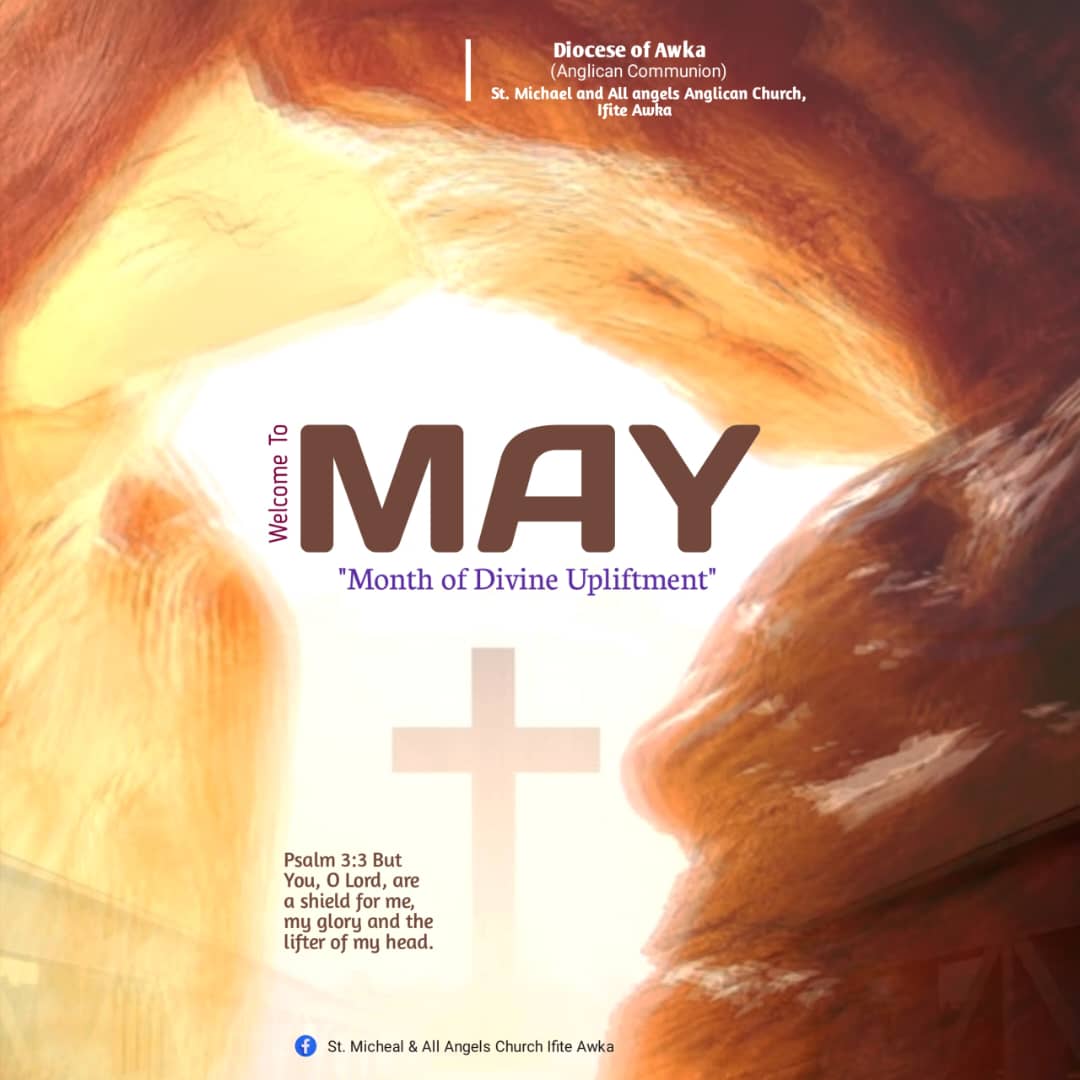 Diocese of Awka
(Anglican Communion)
St. Michael and All angels Anglican Church,
Ifite Awka
Welcome To
MAY
"Month of Divine Upliftment"
Psalm 3:3 But
You, O Lord, are
a shield for me,
my glory and the
lifter of my head.
St. Micheal & All Angels Church Ifite Awka